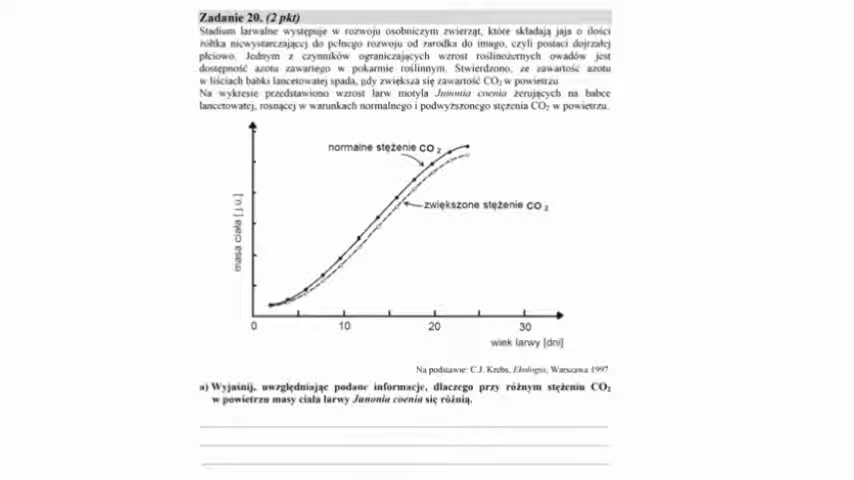 Zadanie 20. (2 pkt)
Stadium larwalne występuje w rozwoju osobniczym zwierząt, które składają jaja o ilości
żółtka niewystarczającej do pełnego rozwoju od zarodka do imago, czyli postaci dojrzałej
płciowo. Jednym z czynników ograniczających wzrost roślinożernych owadów jest
dostępność azotu zawartego w pokarmie roślinnym. Stwierdzono, że zawartość azotu
w liściach babki lancetowatej spada, gdy zwiększa się zawartość CO₂ w powietrzu
Na wykresie przedstawiono wzrost larw motyla Junonia coenia żerujących na babce
lancetowatej, rosnącej w warunkach normalnego i podwyższonego stężenia CO₂ w powietrzu.
normalne stężenie CO₂
zwiększone stężenie CO₂
masa ciała [j.u.]
0 10 20 30
wiek larwy [dni]
Na podstawie: C.J. Krebs, Ekologia, Warszawa 1997
a) Wyjaśnij, uwzględniając podane informacje, dlaczego przy różnym stężeniu CO₂
w powietrzu masy ciała larwy Junonia coenia się różnią.